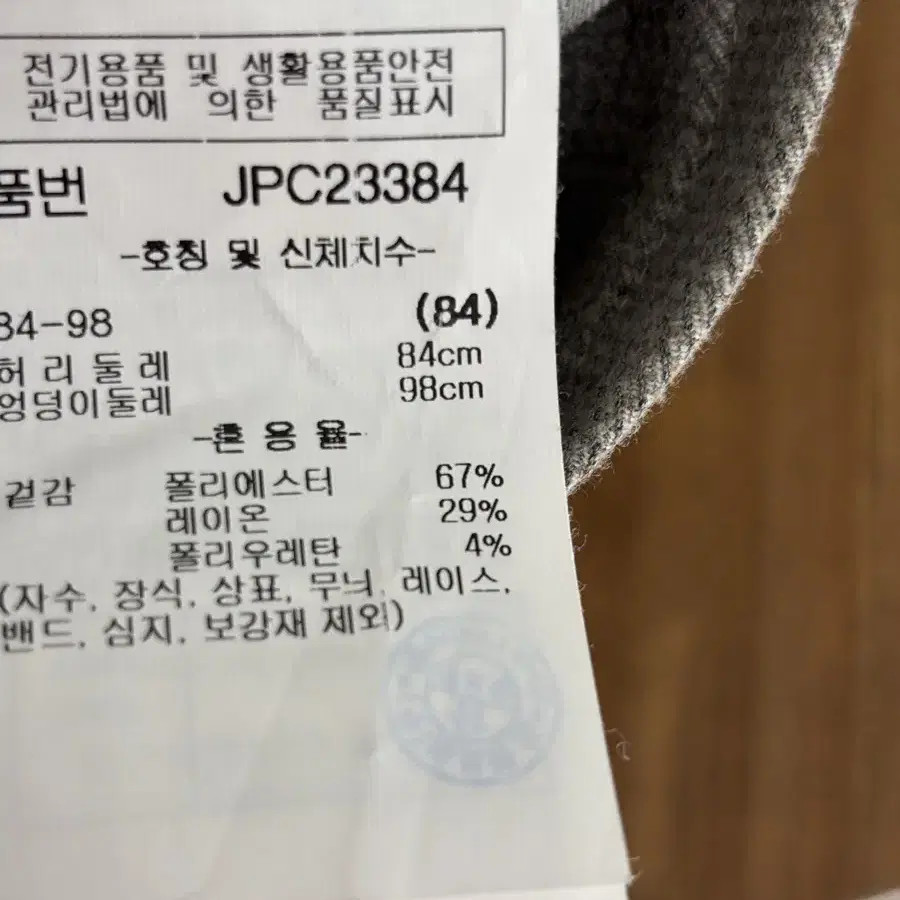 전기용품 및 생활용품안전
관리법에 의한 품질표시
품번 JPC23384
-호칭 및 신체치수-
84-98 (84)
허리둘레 84cm
엉덩이둘레 98cm
-혼용율-
겉감 폴리에스터 67%
레이온 29%
폴리우레탄 4%
(자수, 장식, 상표, 무늬, 레이스,
밴드, 심지, 보강재 제외)